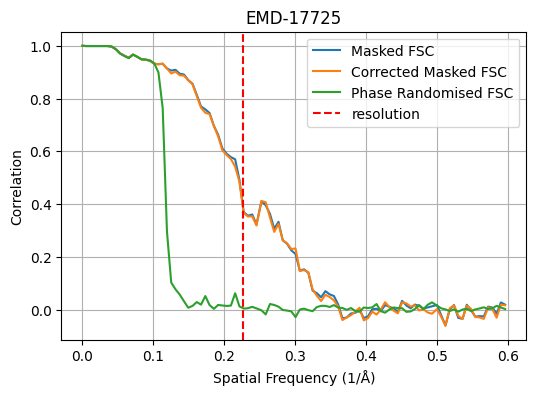 EMD-17725
Masked FSC
Corrected Masked FSC
Phase Randomised FSC
resolution
Correlation
1.0
0.8
0.6
0.4
0.2
0.0
0.0 0.1 0.2 0.3 0.4 0.5 0.6
Spatial Frequency (1/Å)